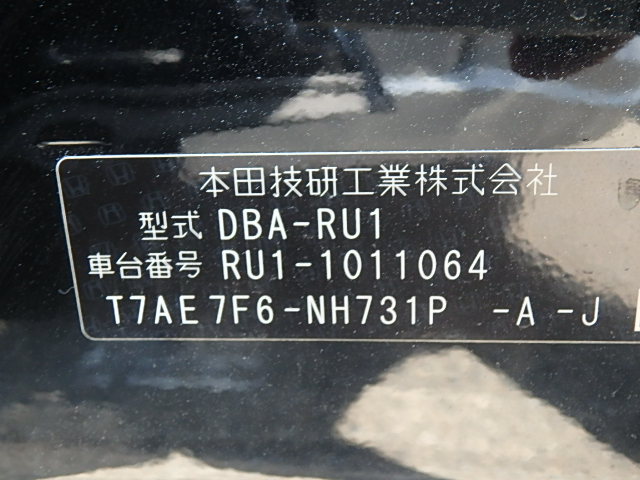 本田技研工業株式会社
型式 DBA-RU1
車台番号 RU1-1011064
T7AE7F6-NH731P -A -J